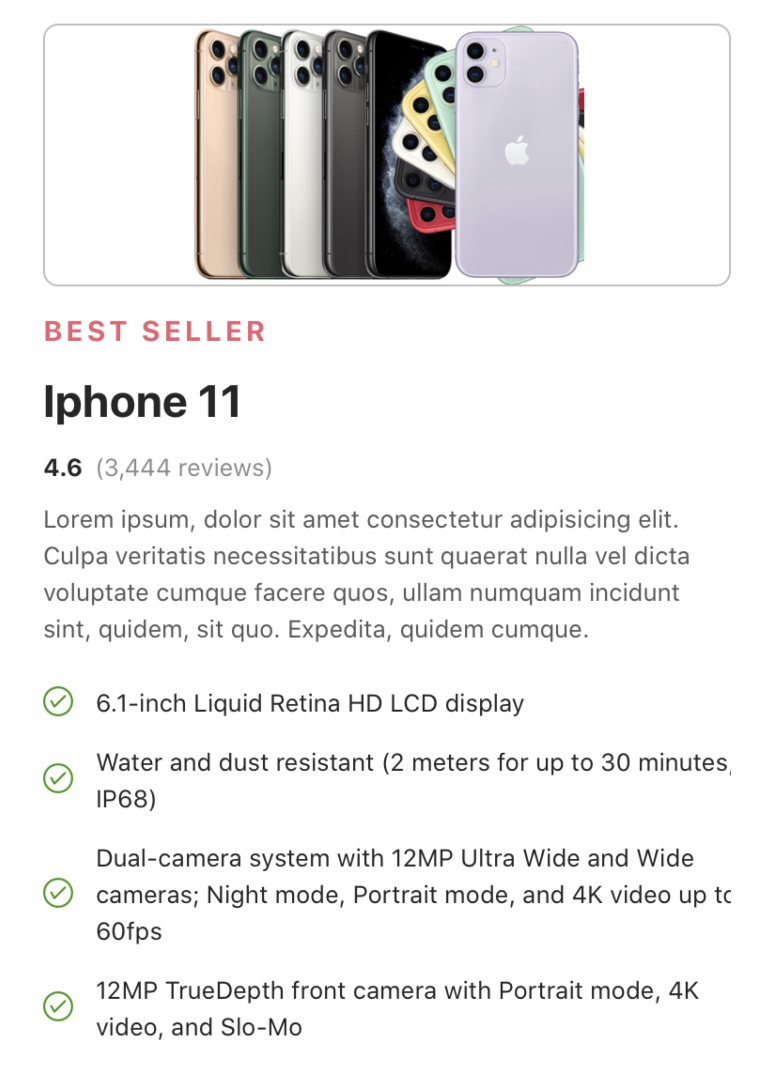 BEST SELLER
Iphone 11
4.6 (3,444 reviews)
Lorem ipsum, dolor sit amet consectetur adipisicing elit.
Culpa veritatis necessitatibus sunt quaerat nulla vel dicta
voluptate cumque facere quos, ullam numquam incidunt
sint, quidem, sit quo. Expedita, quidem cumque.
6.1-inch Liquid Retina HD LCD display
Water and dust resistant (2 meters for up to 30 minutes,
IP68)
Dual-camera system with 12MP Ultra Wide and Wide
cameras; Night mode, Portrait mode, and 4K video up to
60fps
12MP TrueDepth front camera with Portrait mode, 4K
video, and Slo-Mo